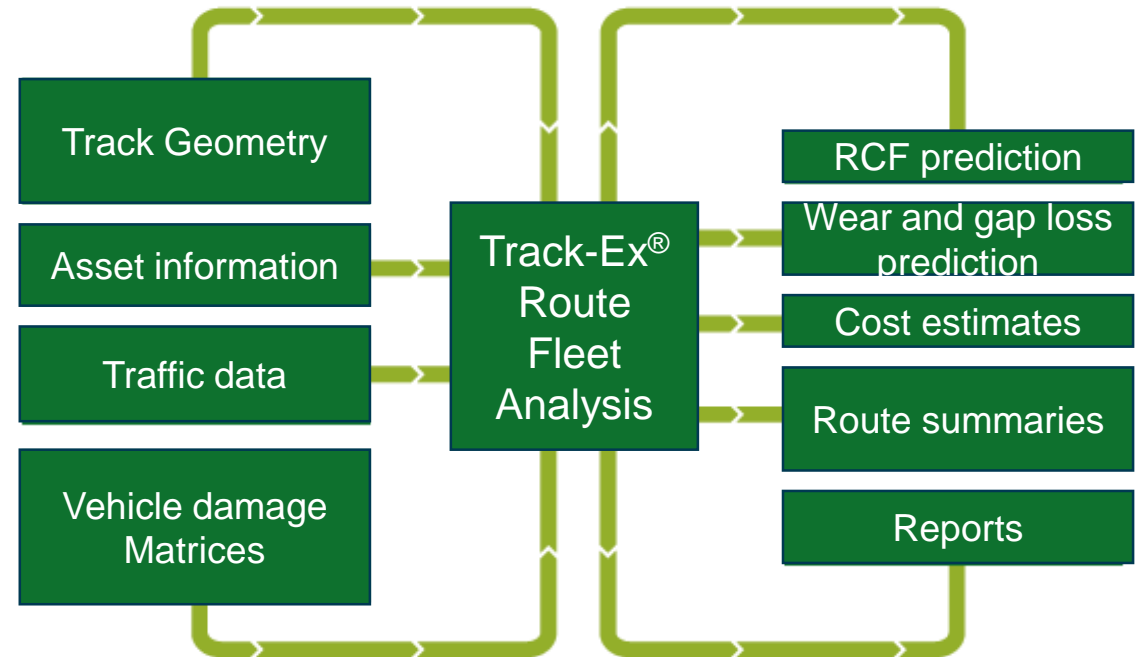 Track Geometry
Asset information
Traffic data
Vehicle damage
Matrices
Track-Ex®
Route
Fleet
Analysis
RCF prediction
Wear and gap loss
prediction
Cost estimates
Route summaries
Reports